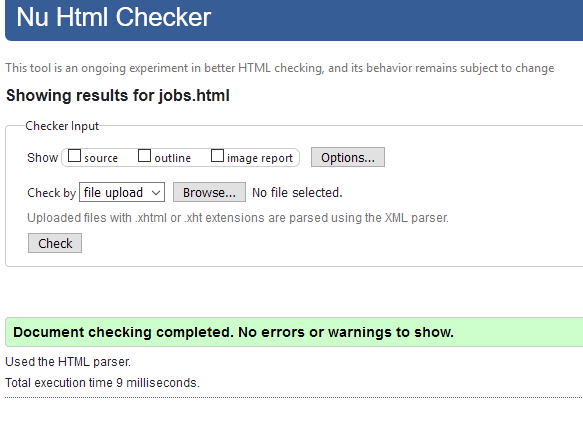 Nu Html Checker
This tool is an ongoing experiment in better HTML checking, and its behavior remains subject to change
Showing results for jobs.html
Checker Input
Show source outline image report Options...
Check by file upload Browse... No file selected.
Uploaded files with .xhtml or .xht extensions are parsed using the XML parser.
Check
Document checking completed. No errors or warnings to show.
Used the HTML parser.
Total execution time 9 milliseconds.